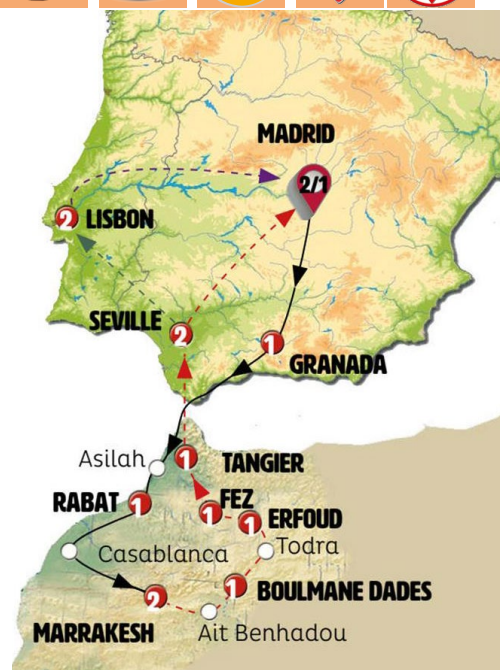 MADRID
2/1
2 LISBON
SEVILLE
2
1
GRANADA
Asilah
1 TANGIER
RABAT 1
FEZ
1
1 ERFOUD
Todra
Casablanca
1 BOULMANE DADES
2
MARRAKESH
Ait Benhadou